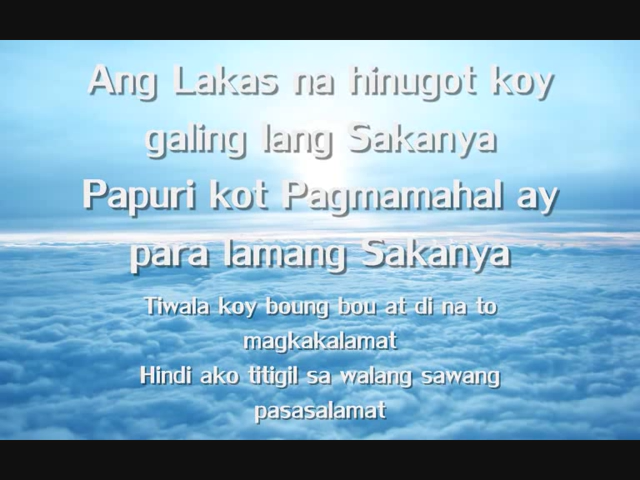 Ang Lakas na hinugot koy
galing lang Sakanya
Papuri kot Pagmamahal ay
para lamang Sakanya
Tiwala koy boung bou at di na to
magkakalamat
Hindi ako titigil sa walang sawang
pasasalamat